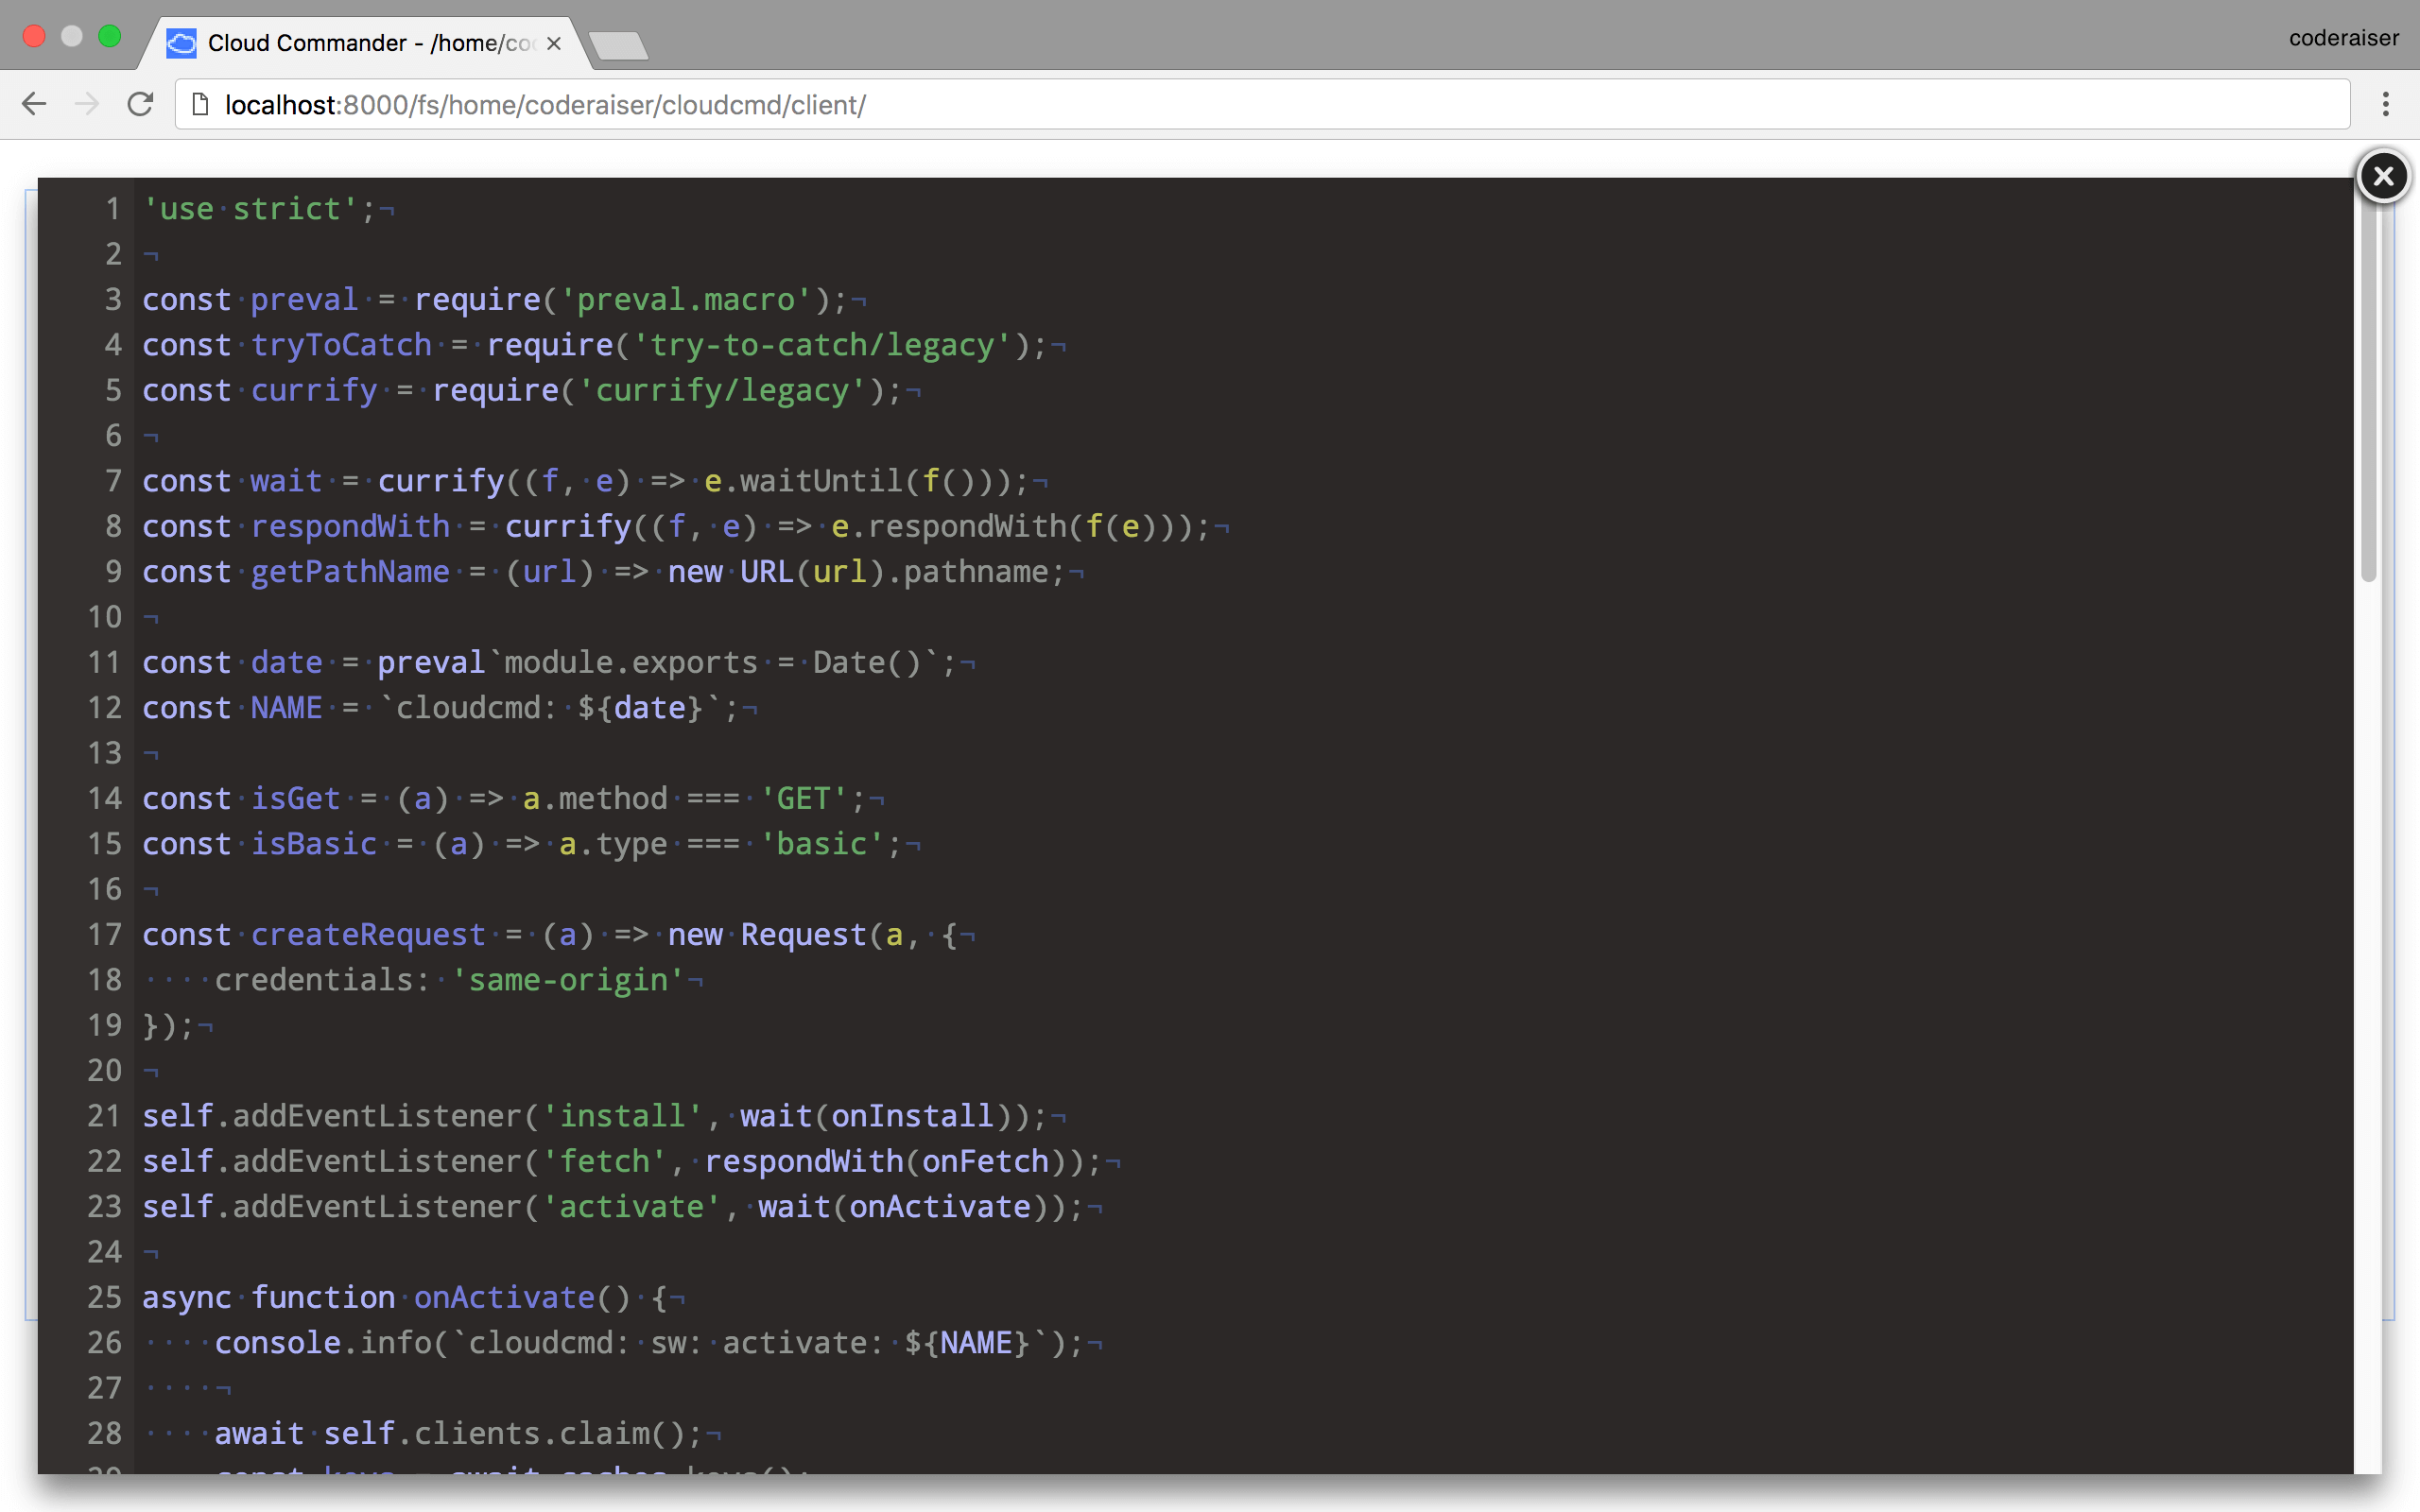 Cloud Commander - /home/co
coderaiser
localhost:8000/fs/home/coderaiser/cloudcmd/client/
1 'use strict';
2
3 const preval = require('preval.macro');
4 const tryToCatch = require('try-to-catch/legacy');
5 const currify = require('currify/legacy');
6
7 const wait = currify((f, e) => e.waitUntil(f()));
8 const respondWith = currify((f, e) => e.respondWith(f(e)));
9 const getPathName = (url) => new URL(url).pathname;
10
11 const date = preval`module.exports = Date()`;
12 const NAME = `cloudcmd: ${date}`;
13
14 const isGet = (a) => a.method === 'GET';
15 const isBasic = (a) => a.type === 'basic';
16
17 const createRequest = (a) => new Request(a, {
18     credentials: 'same-origin'
19 });
20
21 self.addEventListener('install', wait(onInstall));
22 self.addEventListener('fetch', respondWith(onFetch));
23 self.addEventListener('activate', wait(onActivate));
24
25 async function onActivate() {
26     console.info(`cloudcmd: sw: activate: ${NAME}`);
27
28     await self.clients.claim();
29     const keys = await caches.keys();